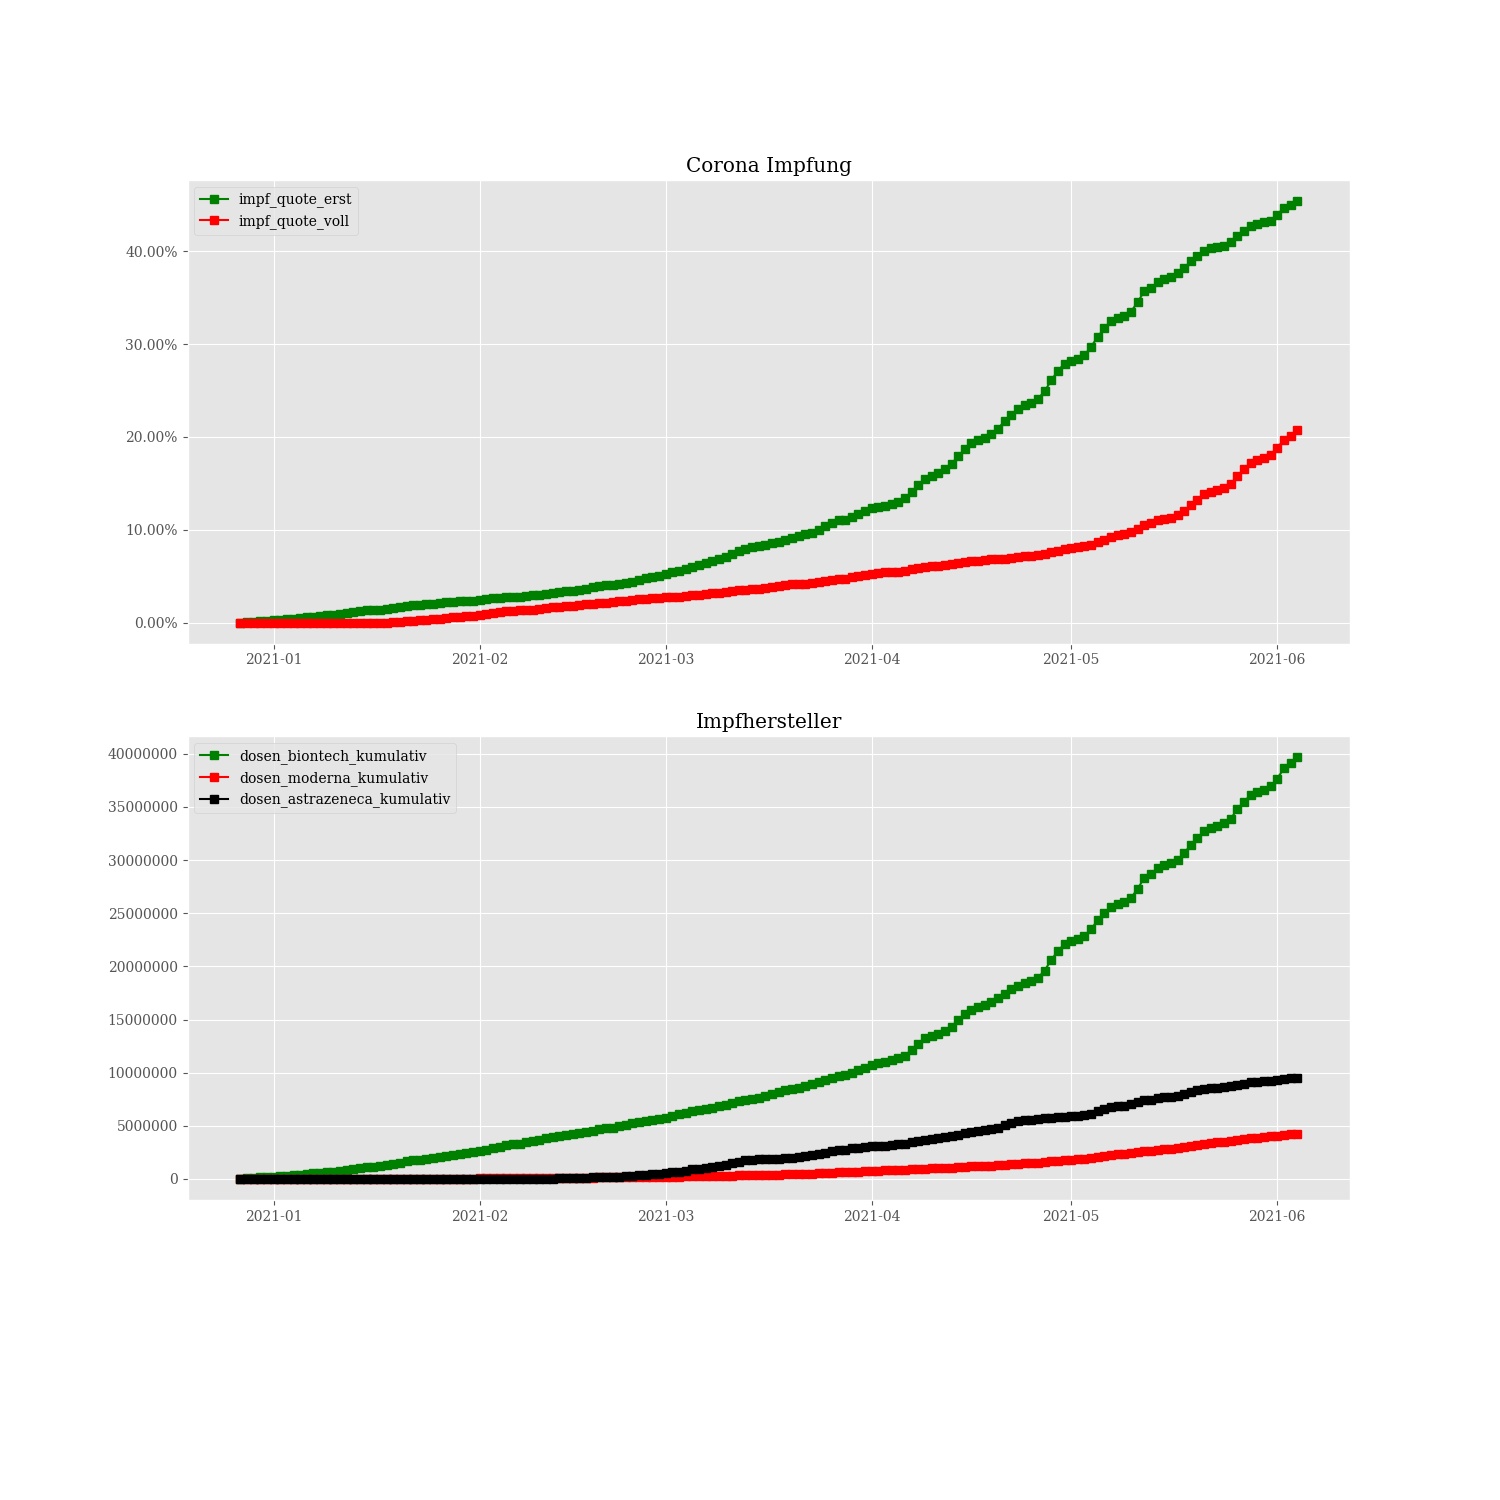 Corona Impfung
impf_quote_erst
impf_quote_voll
40.00%
30.00%
20.00%
10.00%
0.00%
2021-01 2021-02 2021-03 2021-04 2021-05 2021-06
Impfhersteller
dosen_biontech_kumulativ
dosen_moderna_kumulativ
dosen_astrazeneca_kumulativ
40000000
35000000
30000000
25000000
20000000
15000000
10000000
5000000
0
2021-01 2021-02 2021-03 2021-04 2021-05 2021-06